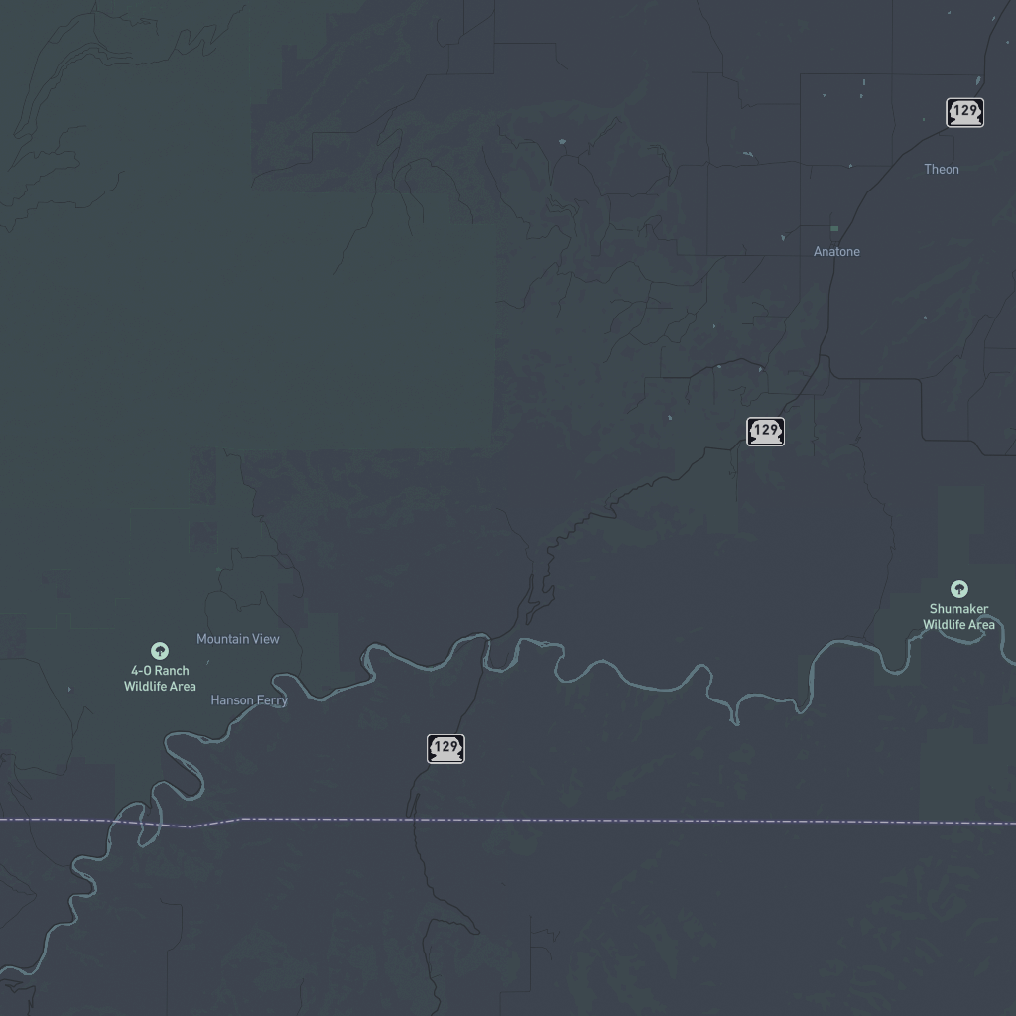 129
Theon
Anatone
129
Shumaker
Wildlife Area
Mountain View
4-O Ranch
Wildlife Area
Hanson Ferry
129